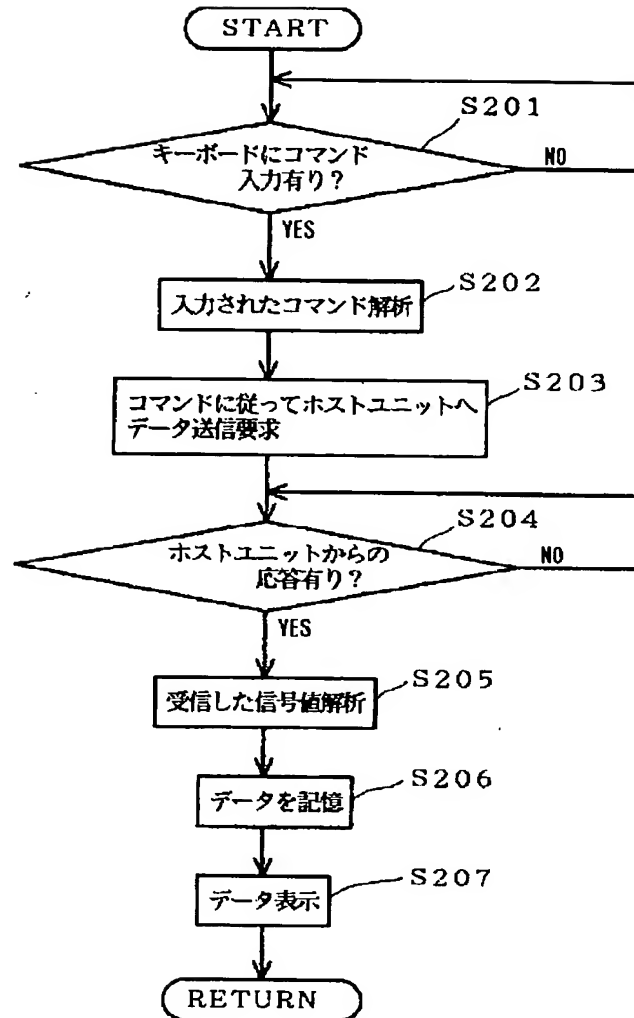 START
S201
キーボードにコマンド
入力有り？
NO
YES
S202
入力されたコマンド解析
S203
コマンドに従ってホストユニットへ
データ送信要求
S204
ホストユニットからの
応答有り？
NO
YES
S205
受信した信号値解析
S206
データを記憶
S207
データ表示
RETURN